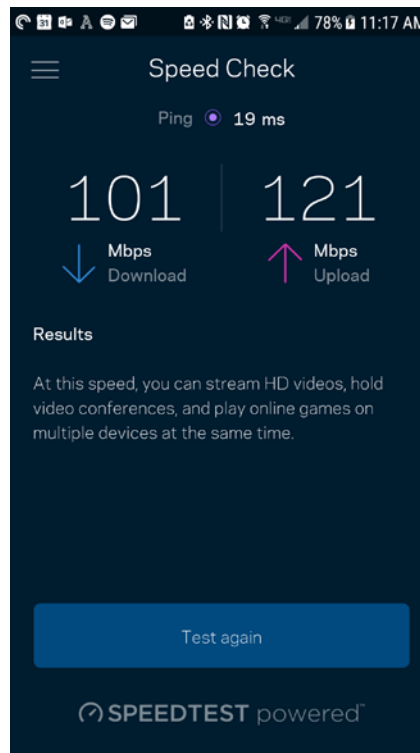 31 78% 11:17 AM
Speed Check
Ping 19 ms
101 121
Mbps Mbps
Download Upload
Results
At this speed, you can stream HD videos, hold
video conferences, and play online games on
multiple devices at the same time.
Test again
SPEEDTEST powered™